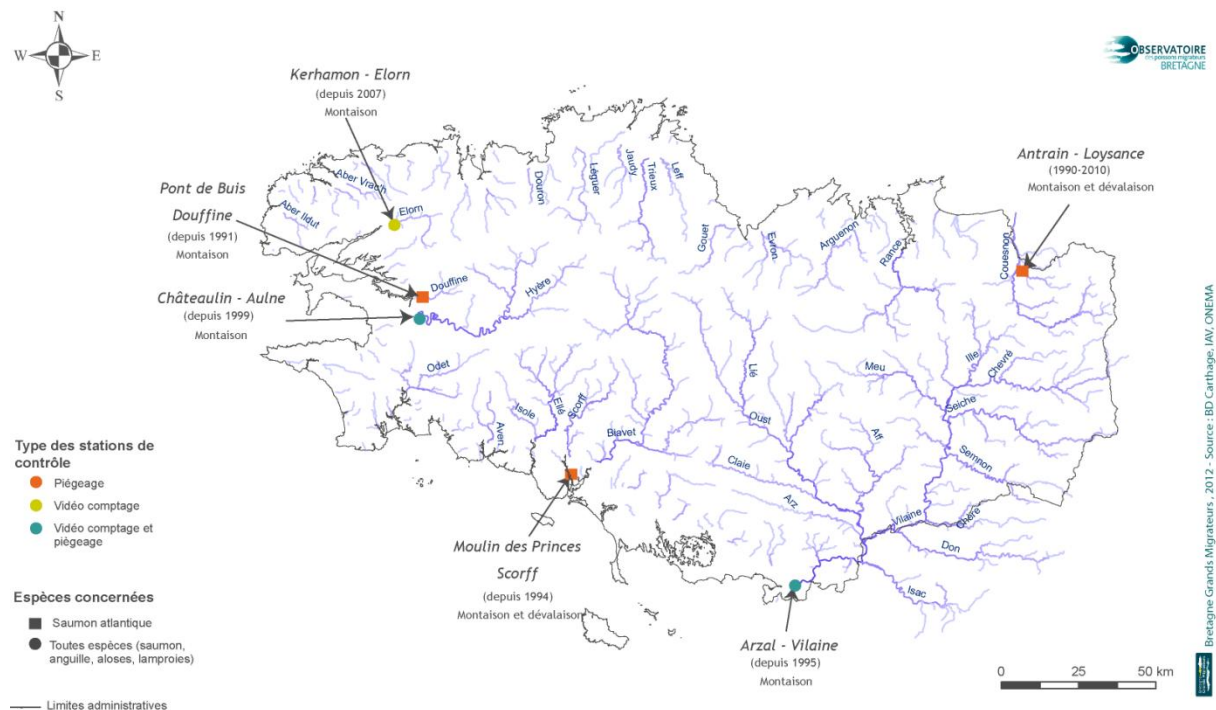 N
W
E
S
OBSERVATOIRE
des poissons migrateurs
BRETAGNE
Kerhamon - Elorn
(depuis 2007)
Montaison
Pont de Buis
Douffine
(depuis 1991)
Montaison
Châteaulin - Aulne
(depuis 1999)
Montaison
Antrain - Loysance
(1990-2010)
Montaison et dévalaison
Moulin des Princes
Scorff
(depuis 1994)
Montaison et dévalaison
Arzal - Vilaine
(depuis 1995)
Montaison
Aber Vrac'h
Aber Ildut
Elorn
Douron
Léguer
Jaudy
Trieux
Leff
Gouet
Evron
Arguenon
Rance
Couesnon
Douffine
Hyère
Odet
Isole
Ellé
Scorff
Aven
Blavet
Lié
Oust
Claie
Arz
Meu
Aff
Ille
Chevré
Seiche
Semnon
Vilaine
Chère
Don
Isac
Type des stations de
contrôle
Piégeage
Vidéo comptage
Vidéo comptage et
piégeage
Espèces concernées
Saumon atlantique
Toutes espèces (saumon,
anguille, aloses, lamproies)
Limites administratives
0 25 50 km
Bretagne Grands Migrateurs , 2012 - Source : BD Carthage, IAV, ONEMA